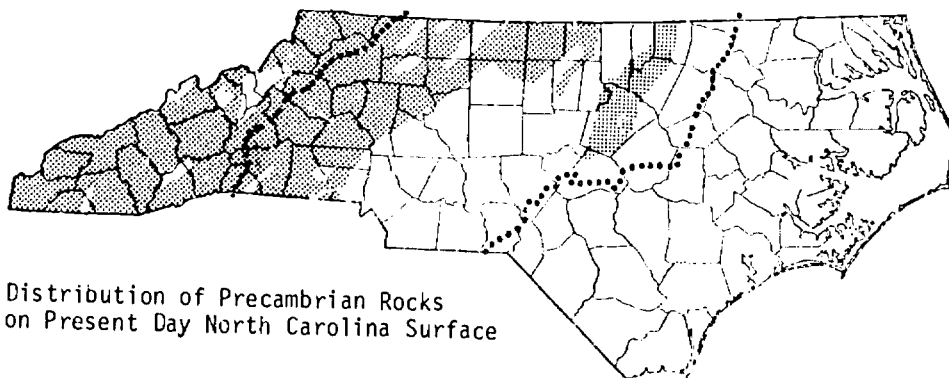 Distribution of Precambrian Rocks
on Present Day North Carolina Surface